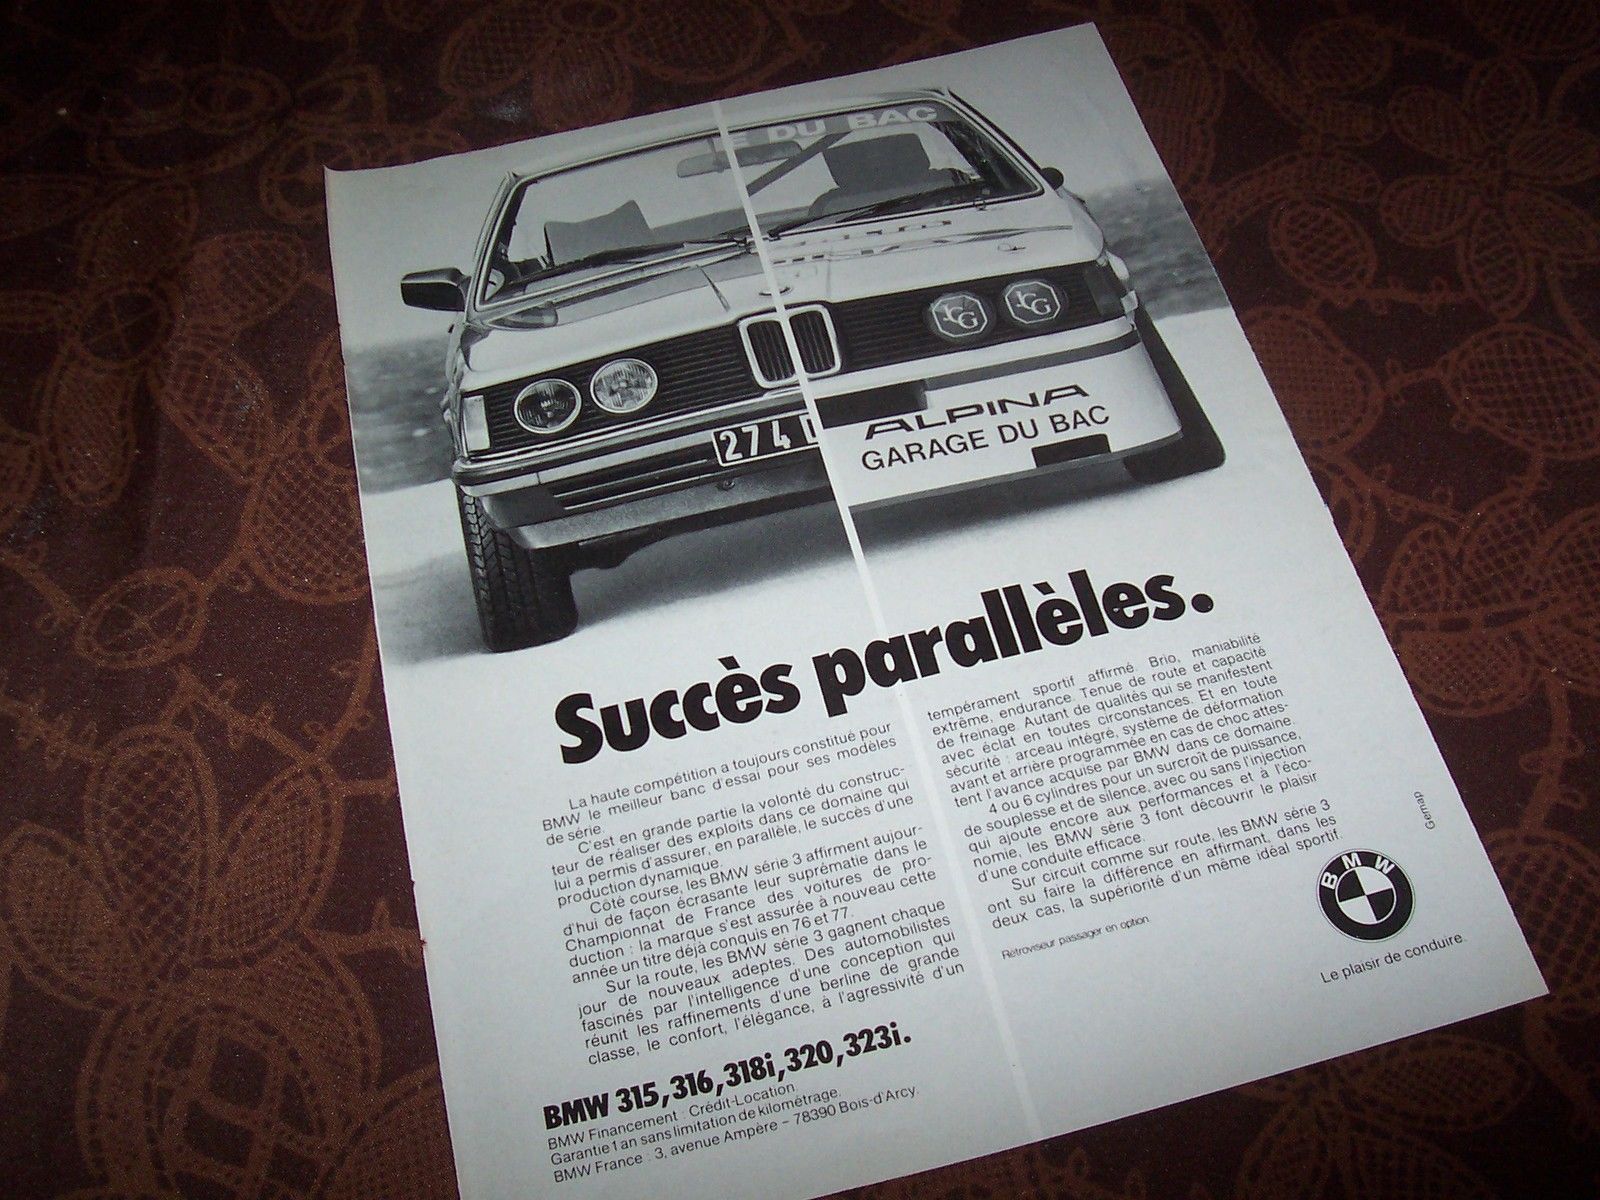 E DU BAC
ICG ICG
274 D
ALPINA
GARAGE DU BAC
Succès parallèles.
La haute compétition a toujours constitué pour
BMW le meilleur banc d'essai pour ses modèles
de série.
C'est en grande partie la volonté du construc-
teur de réaliser des exploits dans ce domaine qui
lui a permis d'assurer, en parallèle, le succès d'une
production dynamique.
Côté course, les BMW série 3 affirment aujour-
d'hui de façon écrasante leur suprématie dans le
Championnat de France des voitures de pro-
duction : la marque s'est assurée à nouveau cette
année un titre déjà conquis en 76 et 77.
Sur la route, les BMW série 3 gagnent chaque
jour de nouveaux adeptes. Des automobilistes
fascinés par l'intelligence d'une conception qui
réunit les raffinements d'une berline de grande
classe, le confort, l'élégance, à l'agressivité d'un
tempérament sportif affirmé. Brio, maniabilité
extrême, endurance. Tenue de route et capacité
de freinage. Autant de qualités qui se manifestent
avec éclat en toutes circonstances. Et en toute
sécurité : arceau intégré, système de déformation
avant et arrière programmée en cas de choc attes-
tent l'avance acquise par BMW dans ce domaine.
4 ou 6 cylindres pour un surcroît de puissance,
de souplesse et de silence, avec ou sans l'injection
qui ajoute encore aux performances et à l'éco-
nomie, les BMW série 3 font découvrir le plaisir
d'une conduite efficace.
Sur circuit comme sur route, les BMW série 3
ont su faire la différence en affirmant, dans les
deux cas, la supériorité d'un même idéal sportif.
Rétroviseur passager en option.
Gemap
BMW
Le plaisir de conduire.
BMW 315, 316, 318i, 320, 323i.
BMW Financement : Crédit-Location.
Garantie 1 an sans limitation de kilométrage.
BMW France : 3, avenue Ampère - 78390 Bois-d'Arcy.